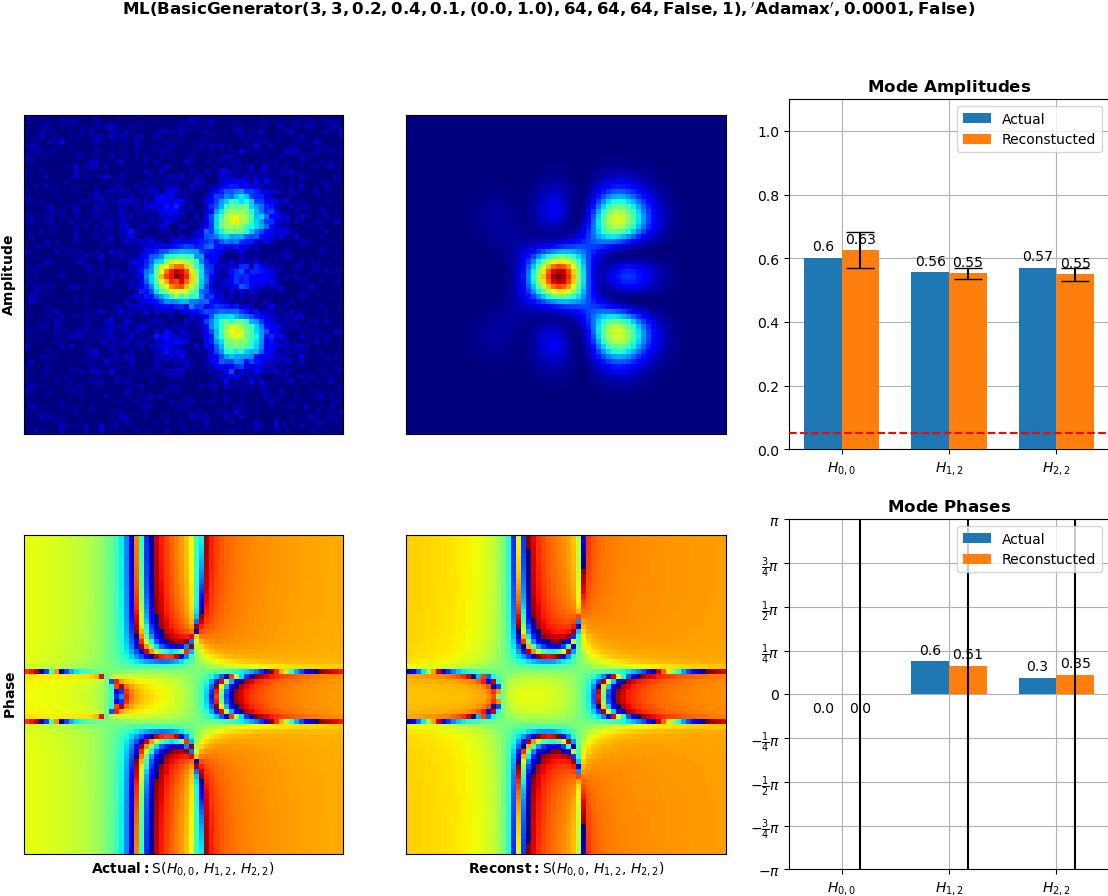 ML(BasicGenerator(3, 3, 0.2, 0.4, 0.1, (0.0, 1.0), 64, 64, 64, False, 1), ′Adamax′, 0.0001, False)
Amplitude
Mode Amplitudes
Actual
Reconstucted
1.0
0.8
0.6
0.4
0.2
0.0
0.6
0.63
0.56
0.55
0.57
0.55
H0,0
H1,2
H2,2
Phase
Actual: S(H0,0, H1,2, H2,2)
Reconst: S(H0,0, H1,2, H2,2)
Mode Phases
Actual
Reconstucted
π
3/4π
1/2π
1/4π
0
−1/4π
−1/2π
−3/4π
−π
0.0
0.0
0.6
0.51
0.3
0.35
H0,0
H1,2
H2,2